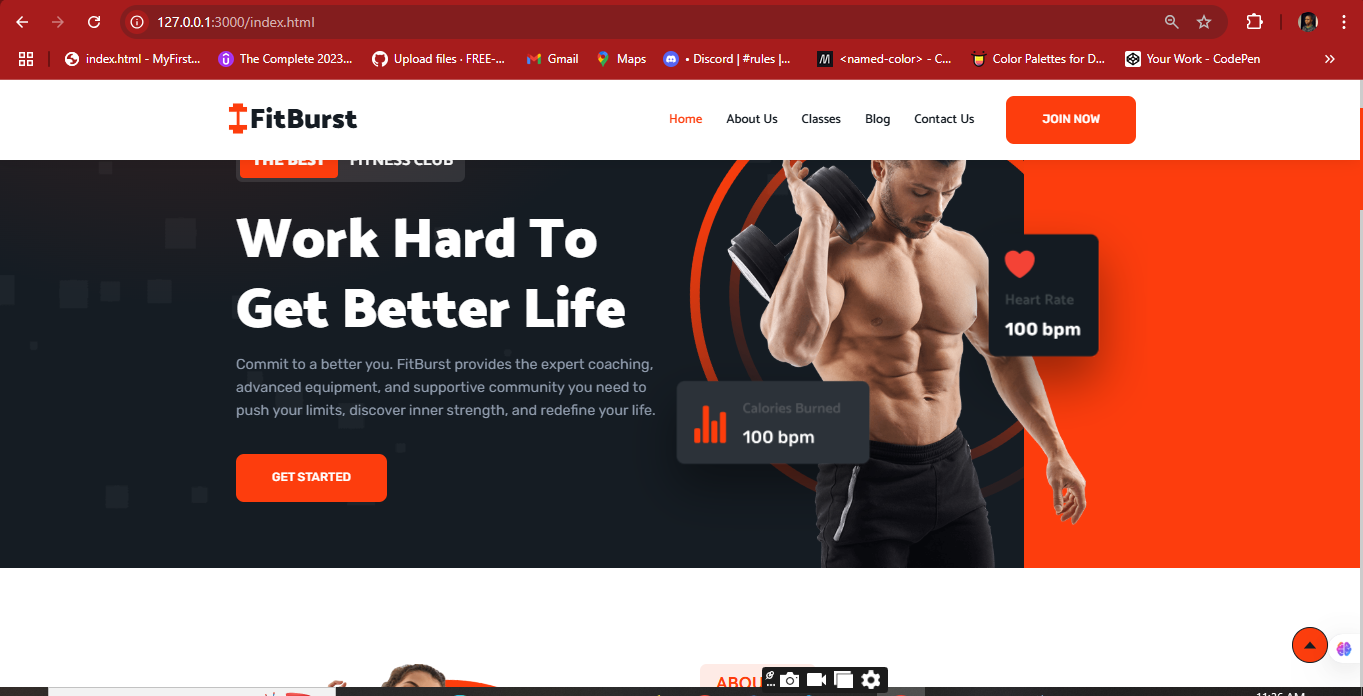 127.0.0.1:3000/index.html
index.html - MyFirst...
The Complete 2023...
Upload files · FREE-...
Gmail
Maps
• Discord | #rules |...
<named-color> - C...
Color Palettes for D...
Your Work - CodePen
FitBurst
Home
About Us
Classes
Blog
Contact Us
JOIN NOW
THE BEST FITNESS CLUB
Work Hard To
Get Better Life
Commit to a better you. FitBurst provides the expert coaching,
advanced equipment, and supportive community you need to
push your limits, discover inner strength, and redefine your life.
GET STARTED
Heart Rate
100 bpm
Calories Burned
100 bpm
ABOU
11:26 AM